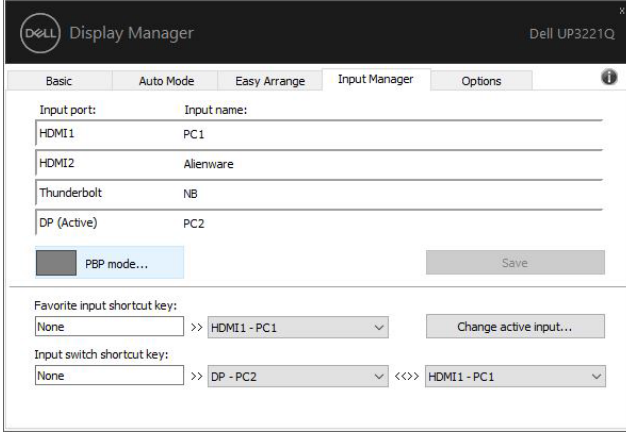 x
DELL Display Manager Dell UP3221Q
Basic Auto Mode Easy Arrange Input Manager Options i
Input port: Input name:
HDMI1 PC1
HDMI2 Alienware
Thunderbolt NB
DP (Active) PC2
PBP mode... Save
Favorite input shortcut key:
None >> HDMI1 - PC1 Change active input...
Input switch shortcut key:
None >> DP - PC2 <<>> HDMI1 - PC1